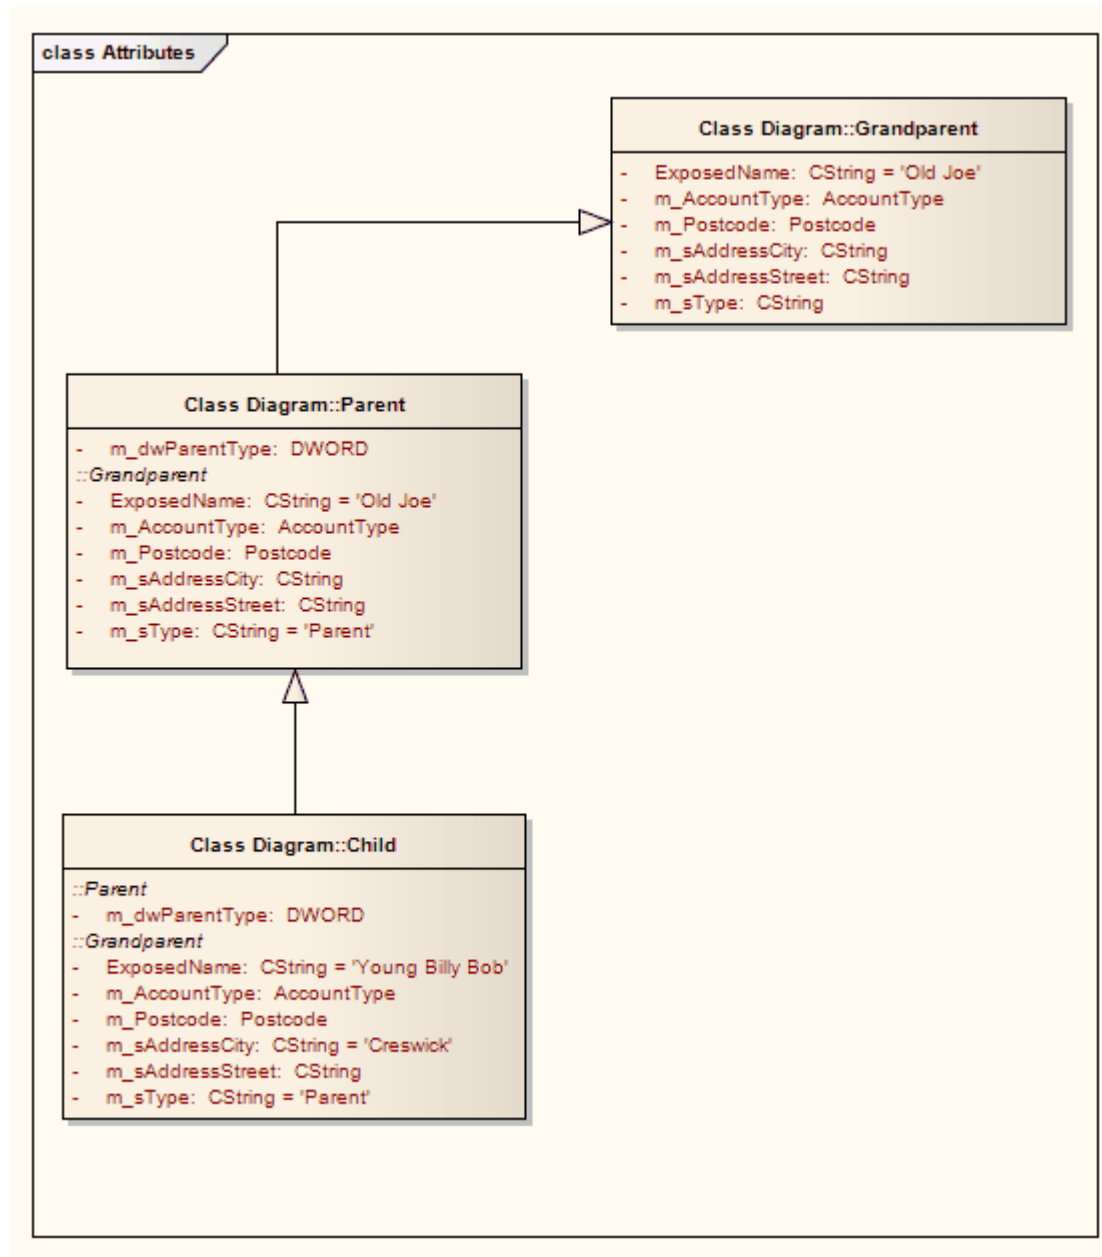 class Attributes
Class Diagram::Grandparent
- ExposedName: CString = 'Old Joe'
- m_AccountType: AccountType
- m_Postcode: Postcode
- m_sAddressCity: CString
- m_sAddressStreet: CString
- m_sType: CString
Class Diagram::Parent
- m_dwParentType: DWORD
::Grandparent
- ExposedName: CString = 'Old Joe'
- m_AccountType: AccountType
- m_Postcode: Postcode
- m_sAddressCity: CString
- m_sAddressStreet: CString
- m_sType: CString = 'Parent'
Class Diagram::Child
::Parent
- m_dwParentType: DWORD
::Grandparent
- ExposedName: CString = 'Young Billy Bob'
- m_AccountType: AccountType
- m_Postcode: Postcode
- m_sAddressCity: CString = 'Creswick'
- m_sAddressStreet: CString
- m_sType: CString = 'Parent'